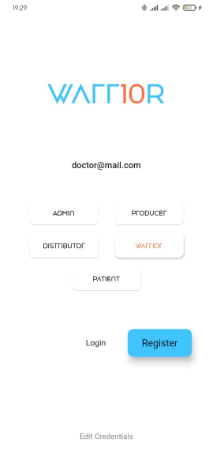 19:29
WARR10R
doctor@mail.com
ADMIN
PRODUCER
DISTRIBUTOR
WARRIOR
PATIENT
Login
Register
Edit Credentials